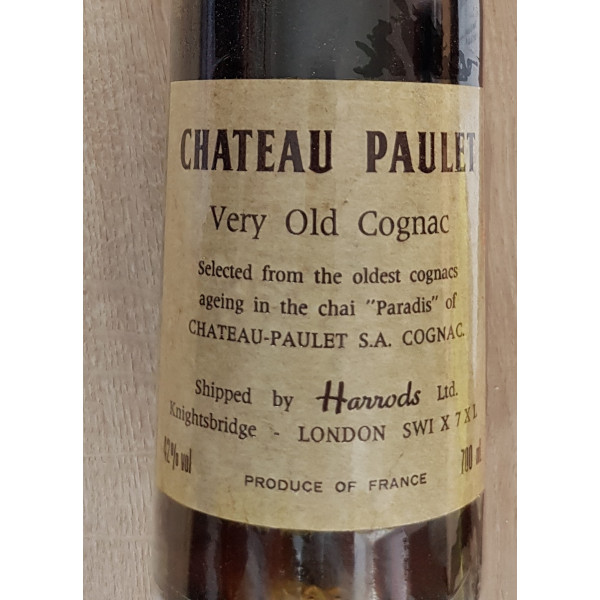 CHATEAU PAULET
Very Old Cognac
Selected from the oldest cognacs
ageing in the chai "Paradis" of
CHATEAU-PAULET S.A. COGNAC.
Shipped by Harrods Ltd.
Knightsbridge - LONDON SWI X 7 X L
42% vol 700 ml
PRODUCE OF FRANCE